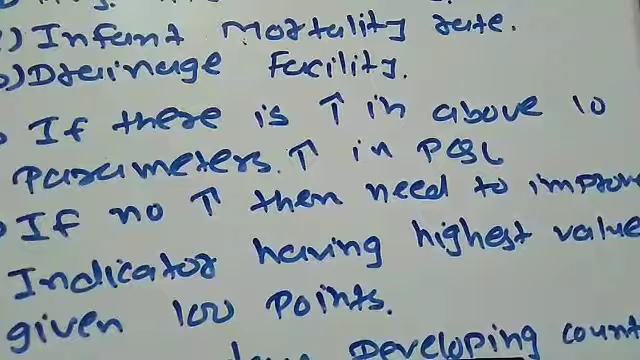 ) Infant Mortality rate.
) Drainage Facility.
If there is ↑ in above 10
Parameters. ↑ in PQL
If no ↑ then need to improve
Indicator having highest value
given 100 Points.
Developing count